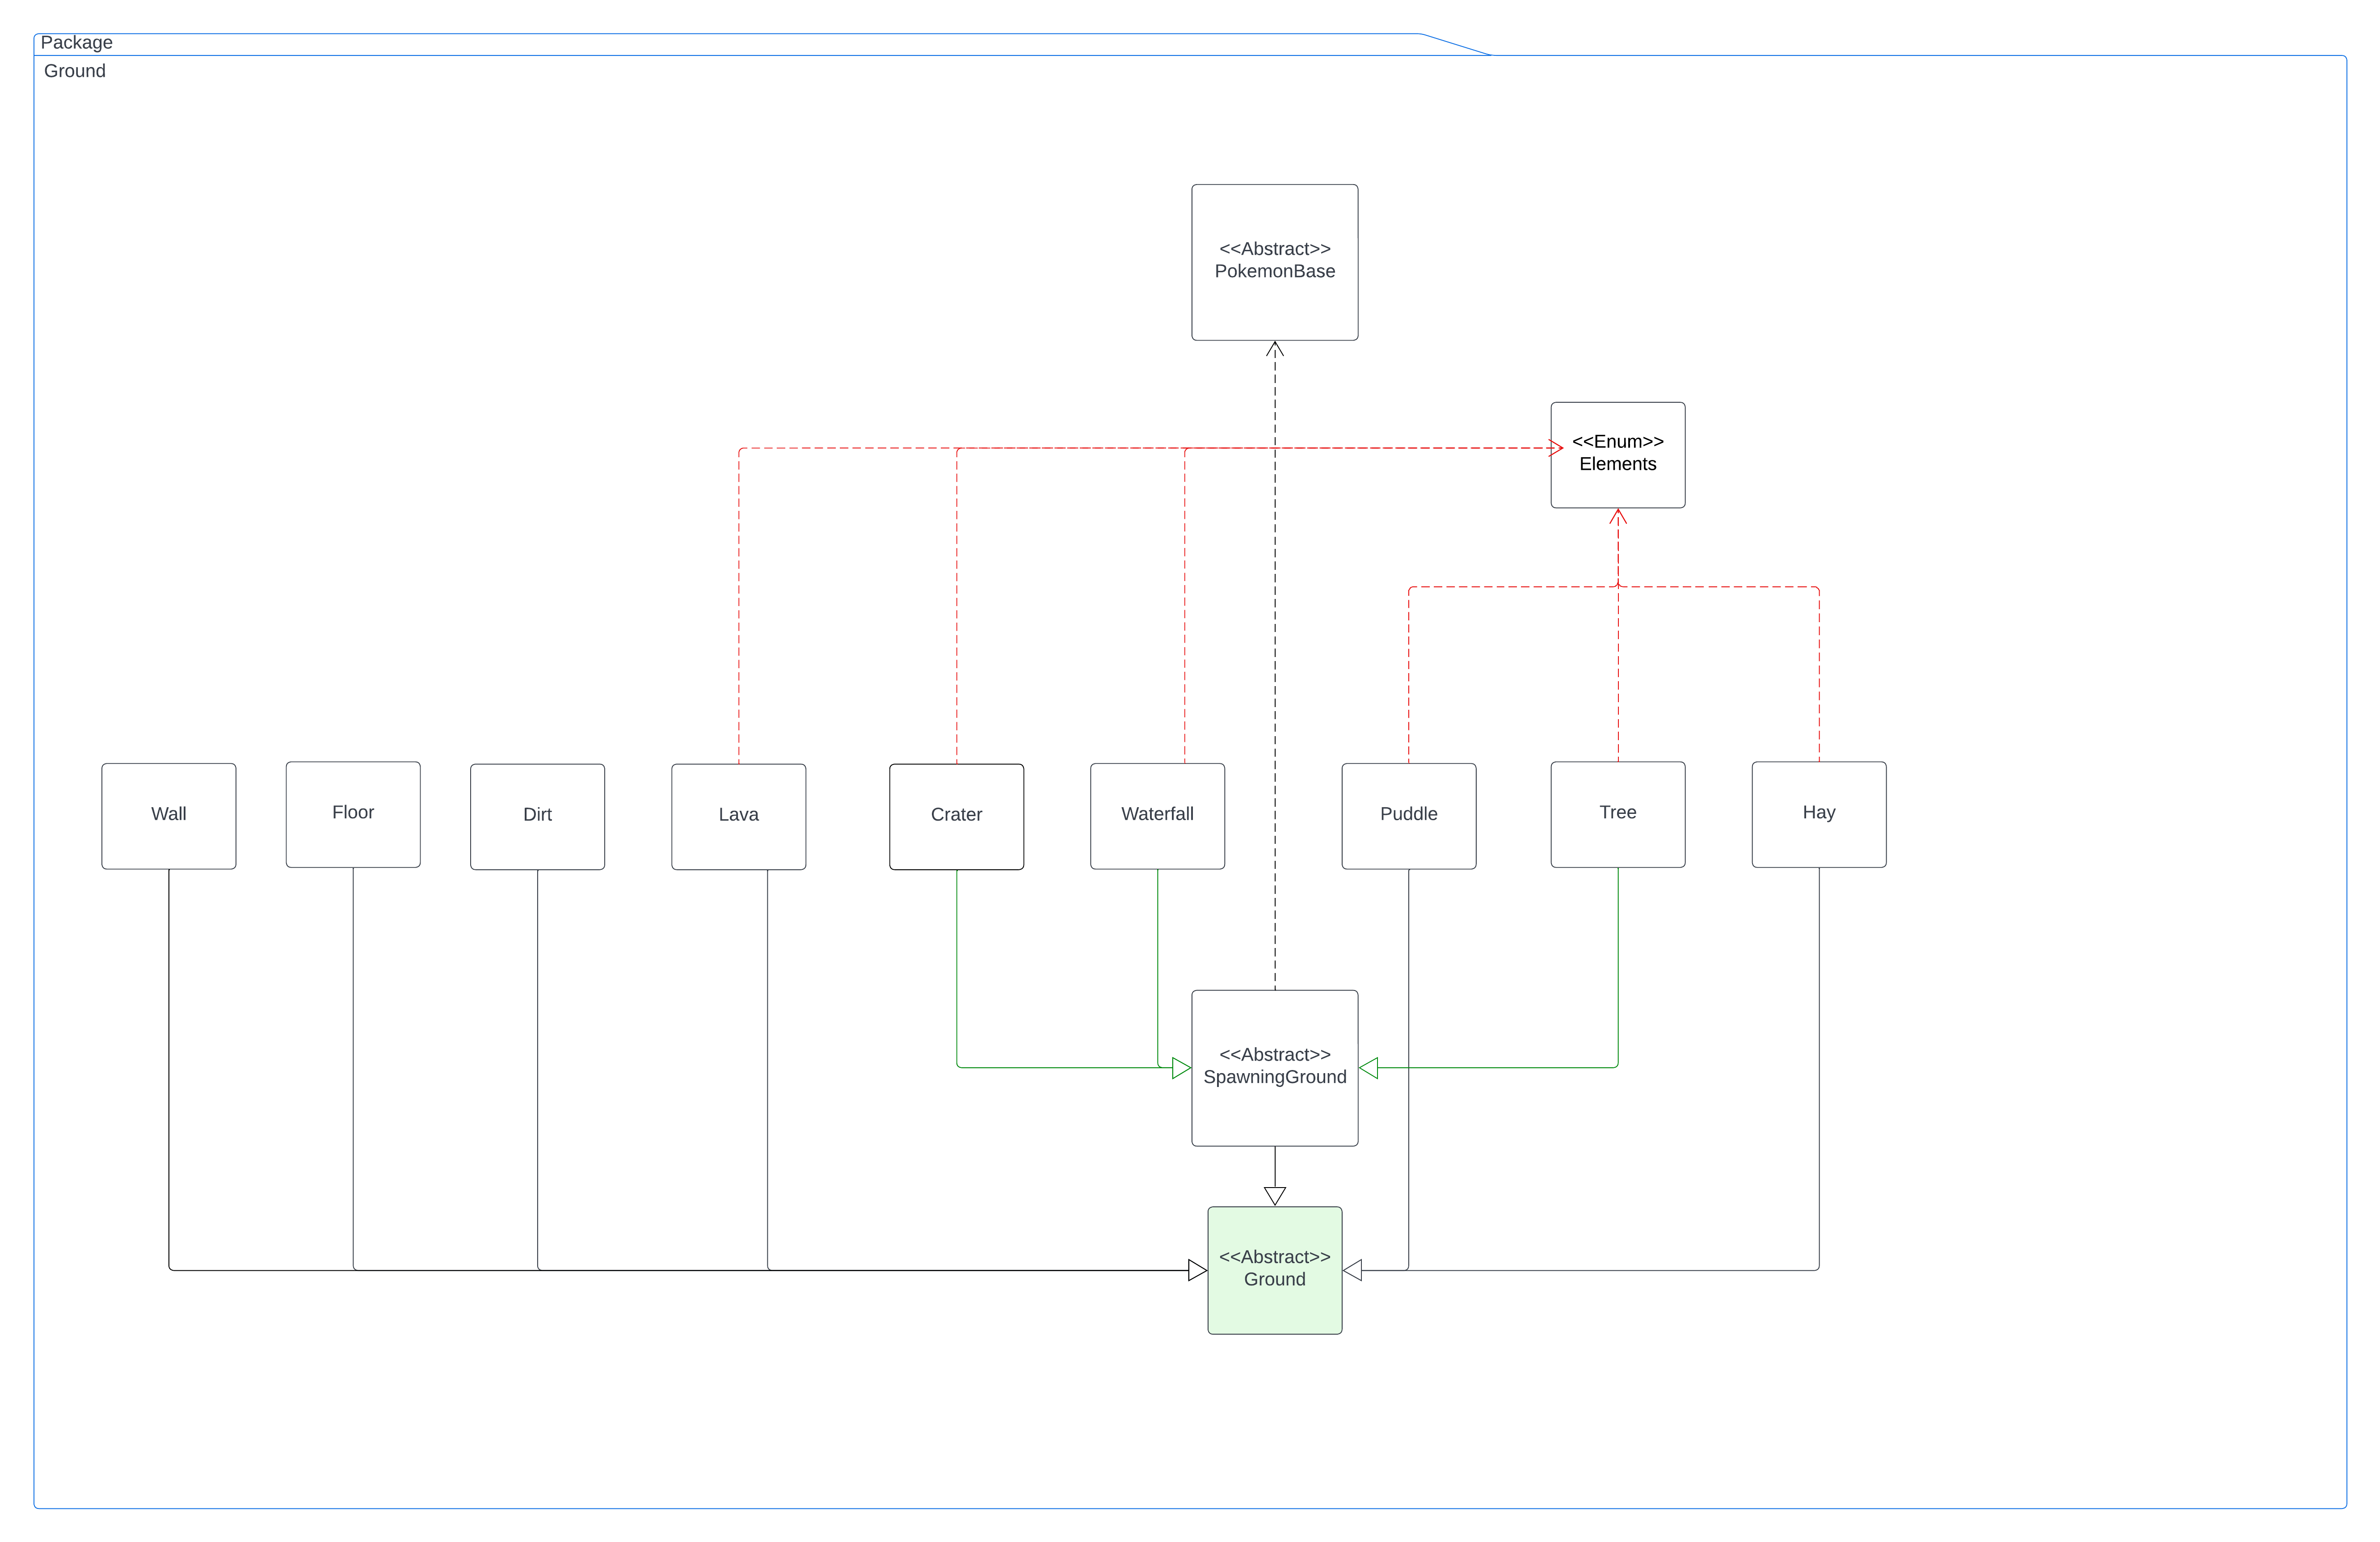 Package
Ground
<<Abstract>>
PokemonBase
<<Enum>>
Elements
Wall
Floor
Dirt
Lava
Crater
Waterfall
Puddle
Tree
Hay
<<Abstract>>
SpawningGround
<<Abstract>>
Ground